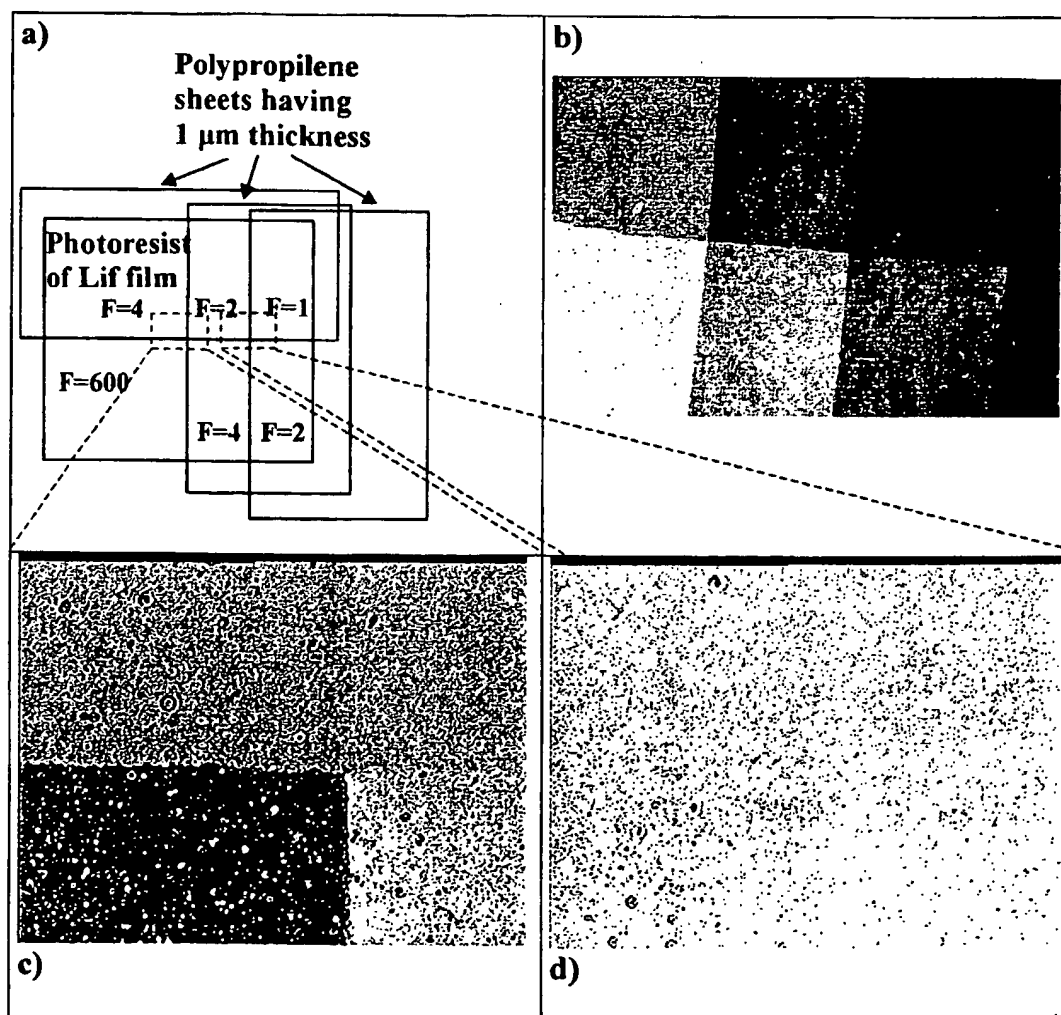 a)
Polypropilene
sheets having
1 µm thickness
Photoresist
of Lif film
F=4
F=2
F=1
F=600
F=4
F=2
b)
c)
d)